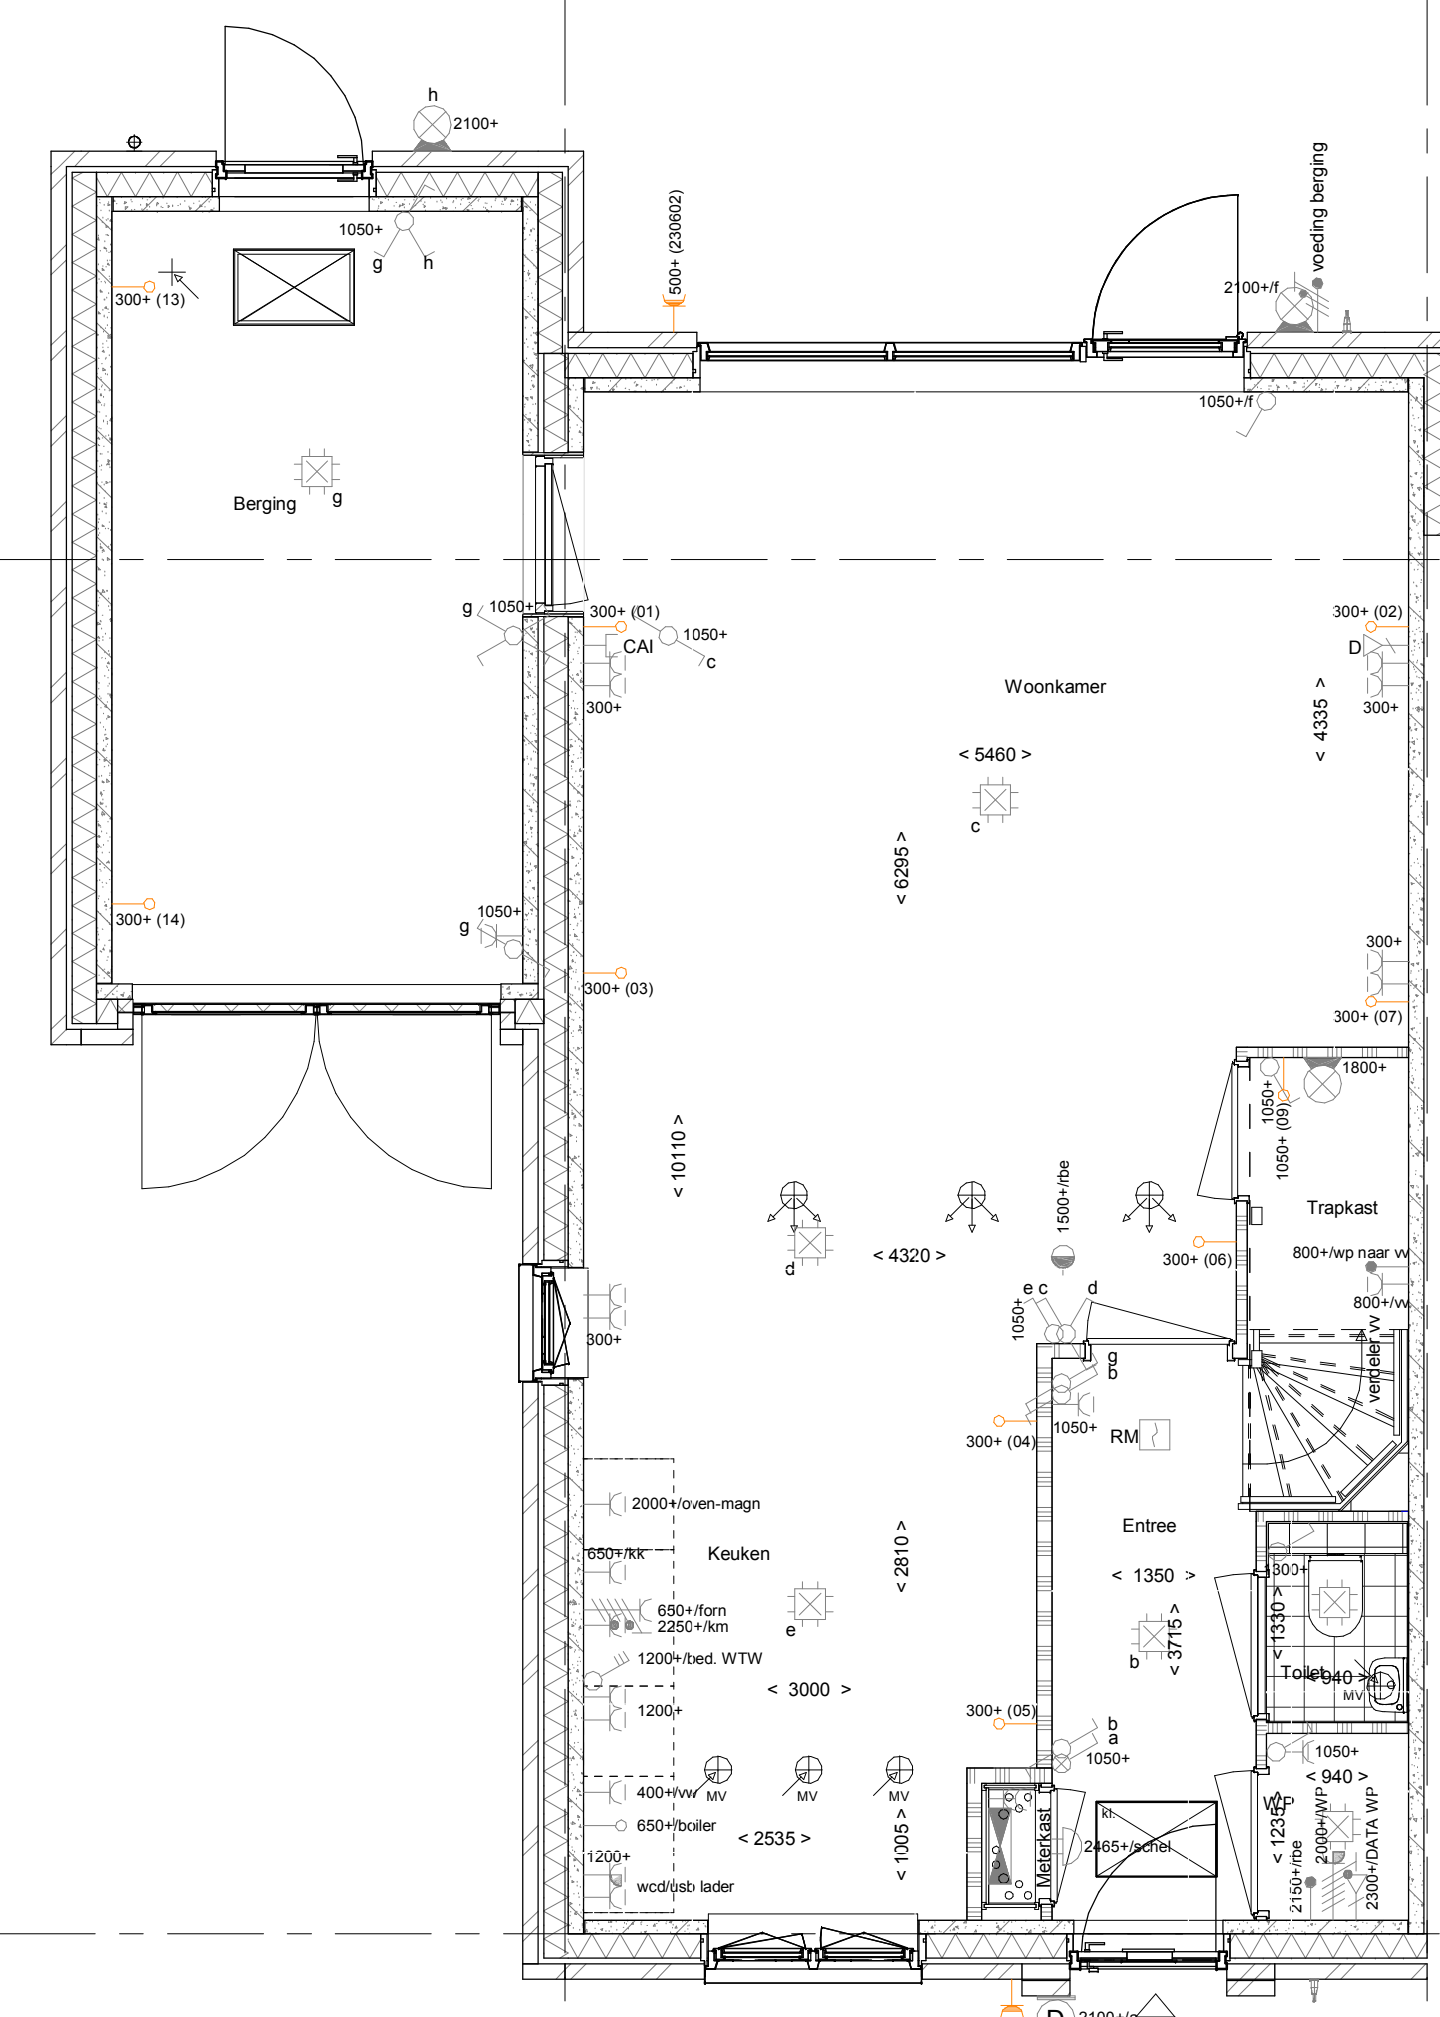 h
2100+
1050+
g
h
300+ (13)
500+ (230602)
voeding berging
2100+/f
1050+/f
Berging
g
g
1050+
300+ (01)
CAI
300+
1050+
c
300+ (02)
D
300+
Woonkamer
< 4335 >
< 5460 >
c
< 6295 >
300+ (14)
1050+
g
300+ (03)
300+
300+ (07)
1800+
1050+
1050+ (09)
< 10110 >
1500+/rbe
Trapkast
d
< 4320 >
300+ (06)
800+/wp naar vv
800+/vv
verdeler vv
300+
e c
d
1050+
g
b
1050+
RM
300+ (04)
2000+/oven-magn
Keuken
650+/kk
650+/forn
2250+/km
1200+/bed. WTW
< 2810 >
e
Entree
< 1350 >
< 3715 >
b
1300+
< 1330 >
Toilet
< 940 >
MV
< 3000 >
1200+
300+ (05)
b
a
1050+
1050+
< 940 >
MV
MV
MV
400+/vw
650+/boiler
< 2535 >
< 1005 >
1200+
wcd/usb lader
Meterkast
kl.
2465+/schel
WP
< 1235 >
2000+/WP
2150+/rbe
2300+/DATA WP
D